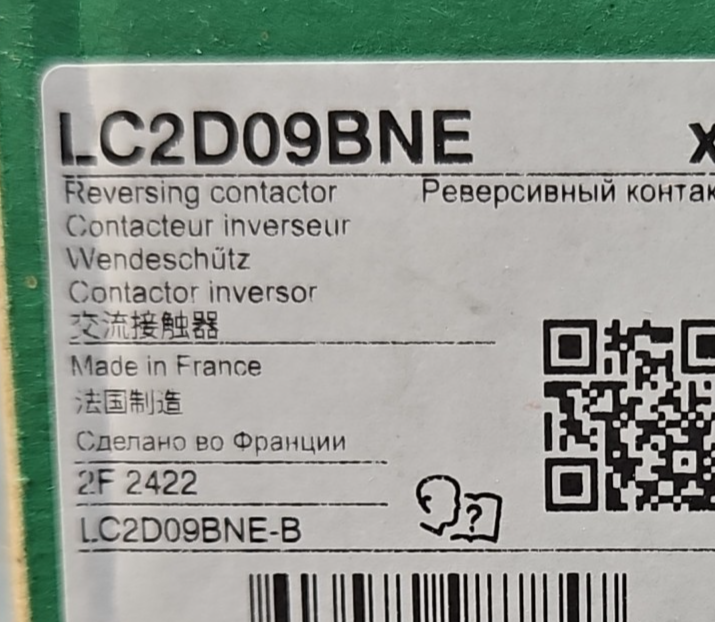 LC2D09BNE x
Reversing contactor Реверсивный контак
Contacteur inverseur
Wendeschűtz
Contactor inversor
交流接触器
Made in France
法国制造
Сделано во Франции
2F 2422
?
LC2D09BNE-B